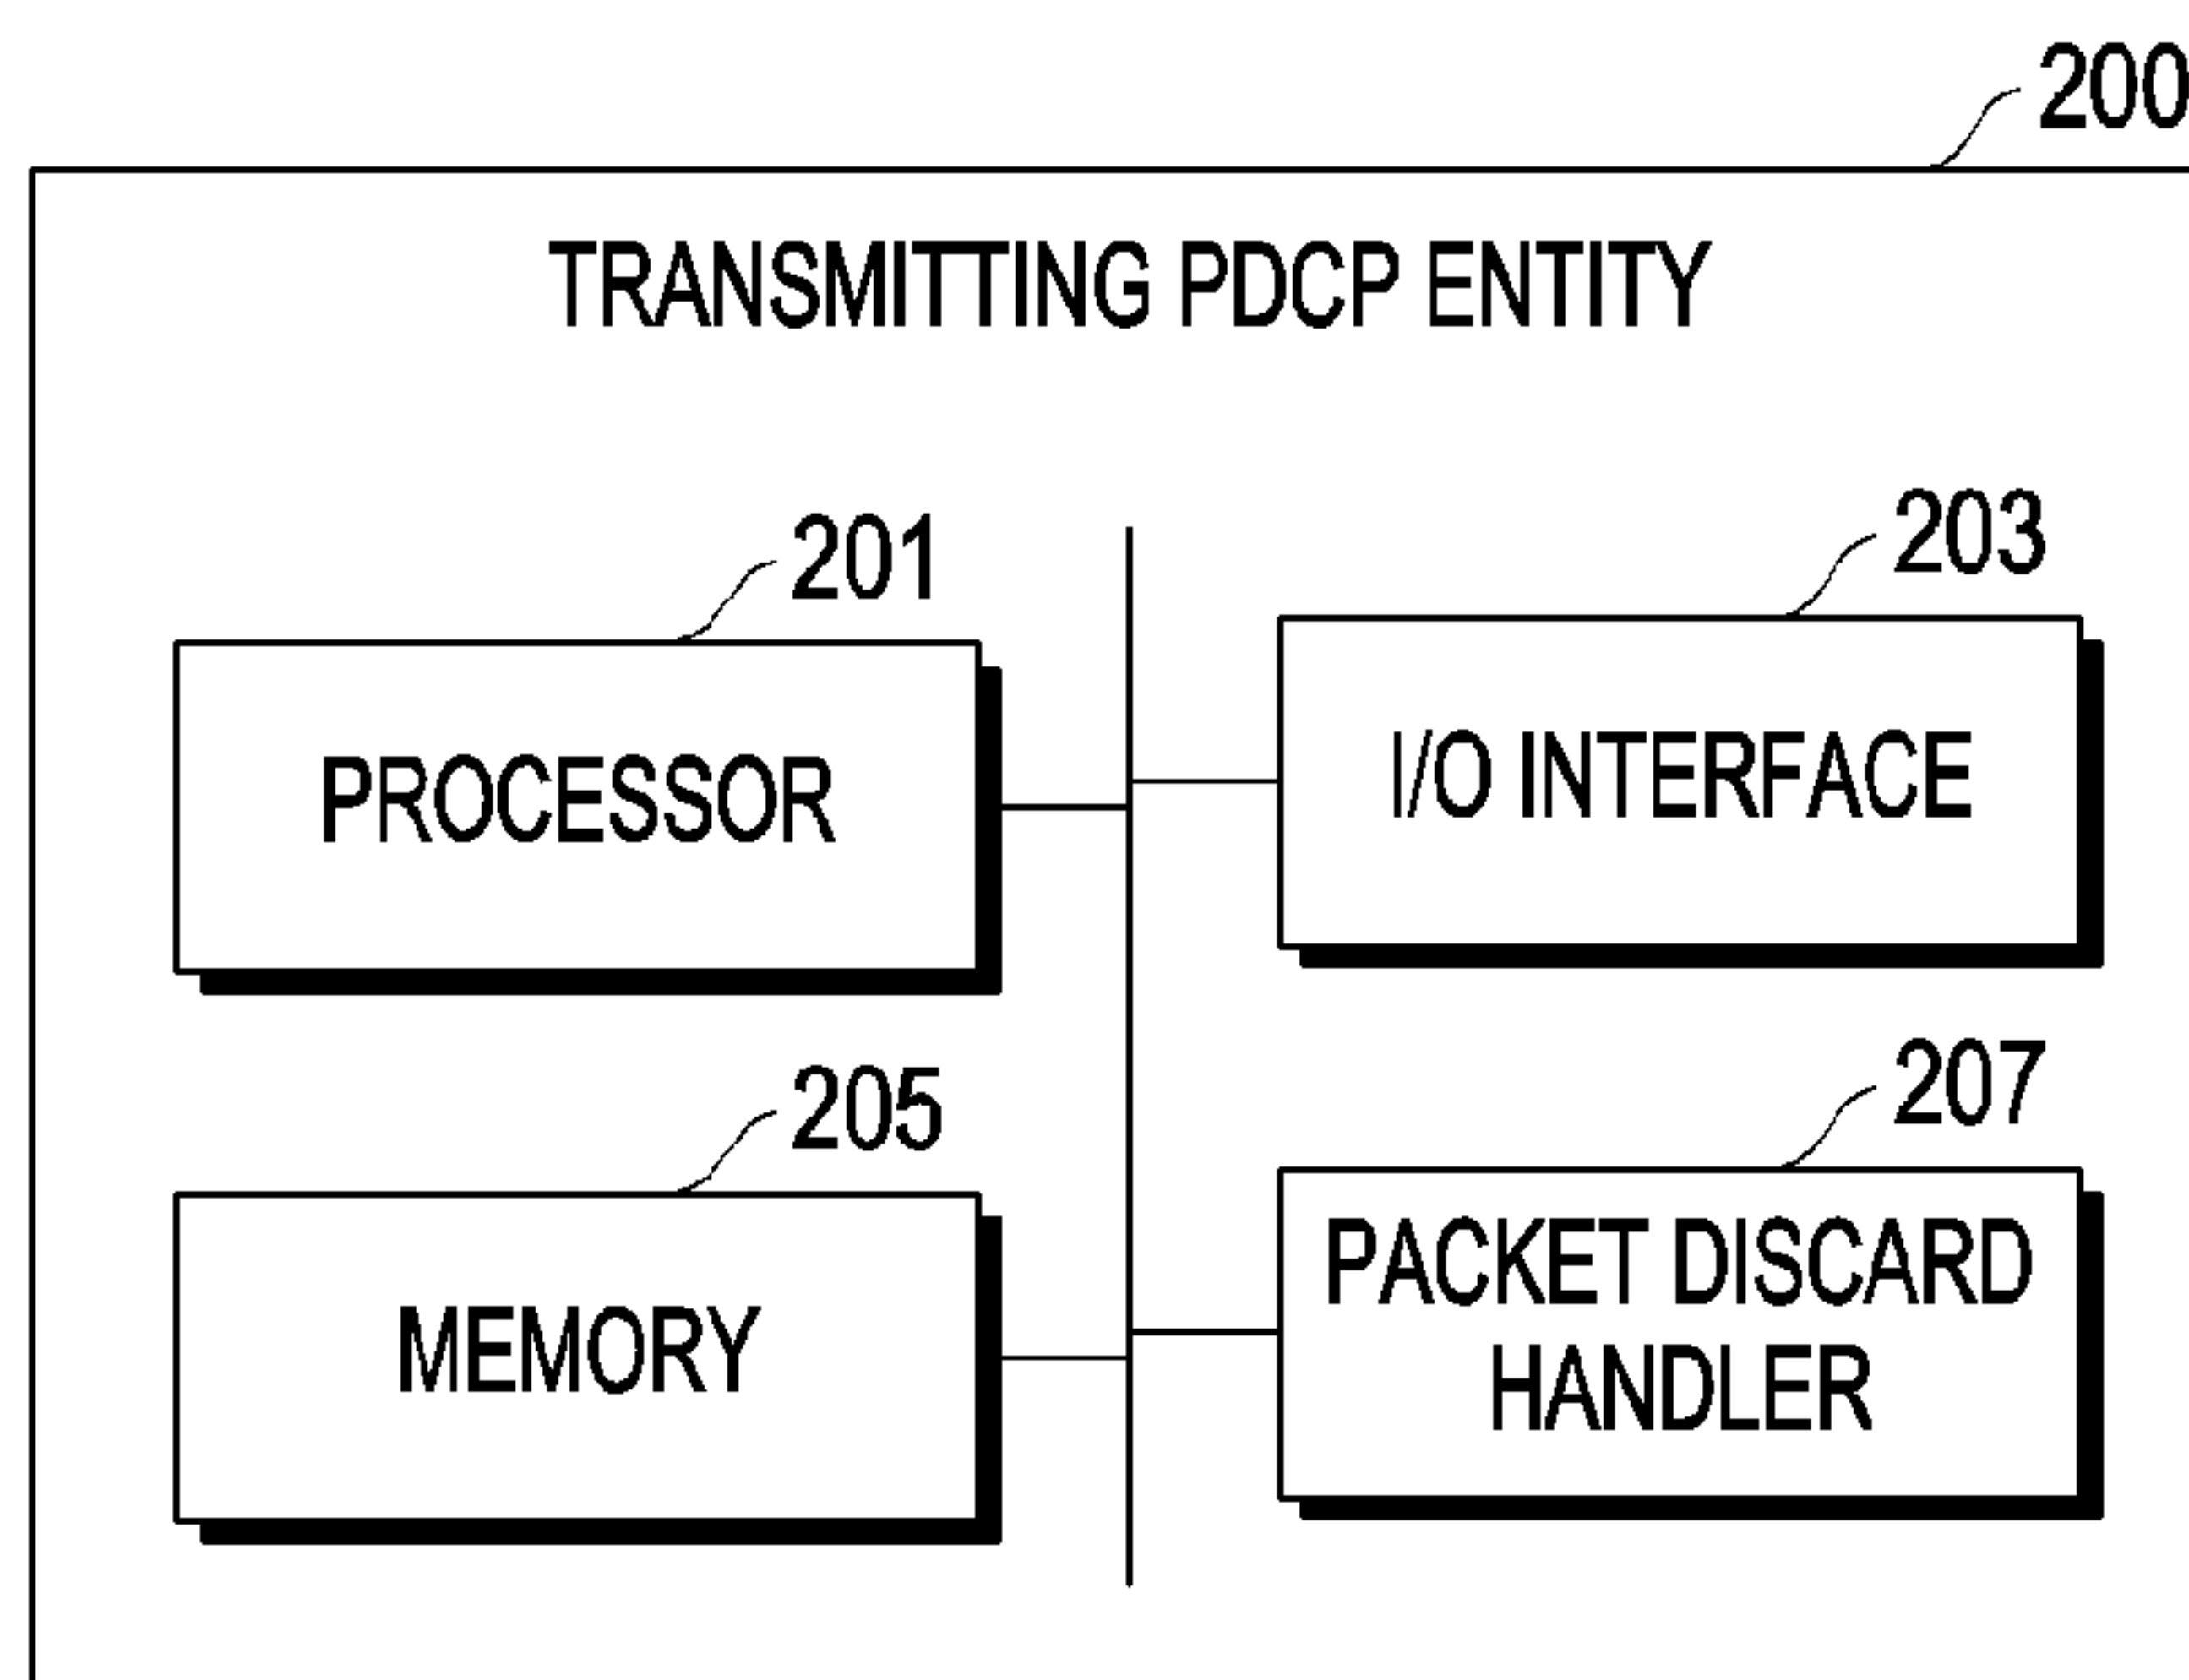 200
TRANSMITTING PDCP ENTITY
201
203
PROCESSOR
I/O INTERFACE
205
207
MEMORY
PACKET DISCARD
HANDLER